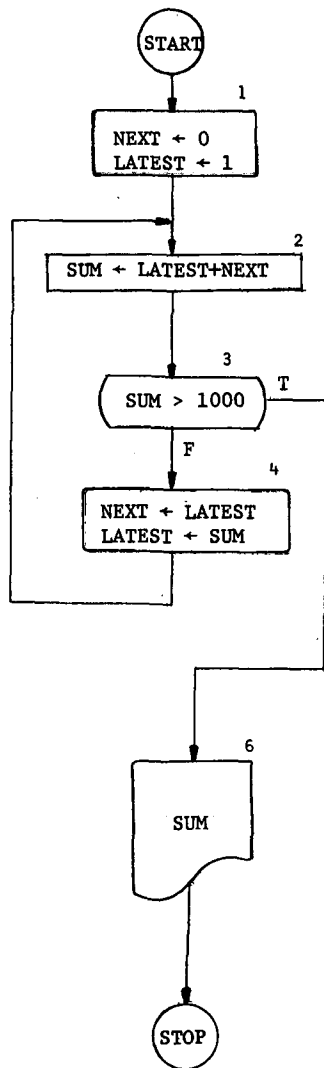 START
1
NEXT ← 0
LATEST ← 1
2
SUM ← LATEST+NEXT
3
SUM > 1000
T
F
4
NEXT ← LATEST
LATEST ← SUM
6
SUM
STOP